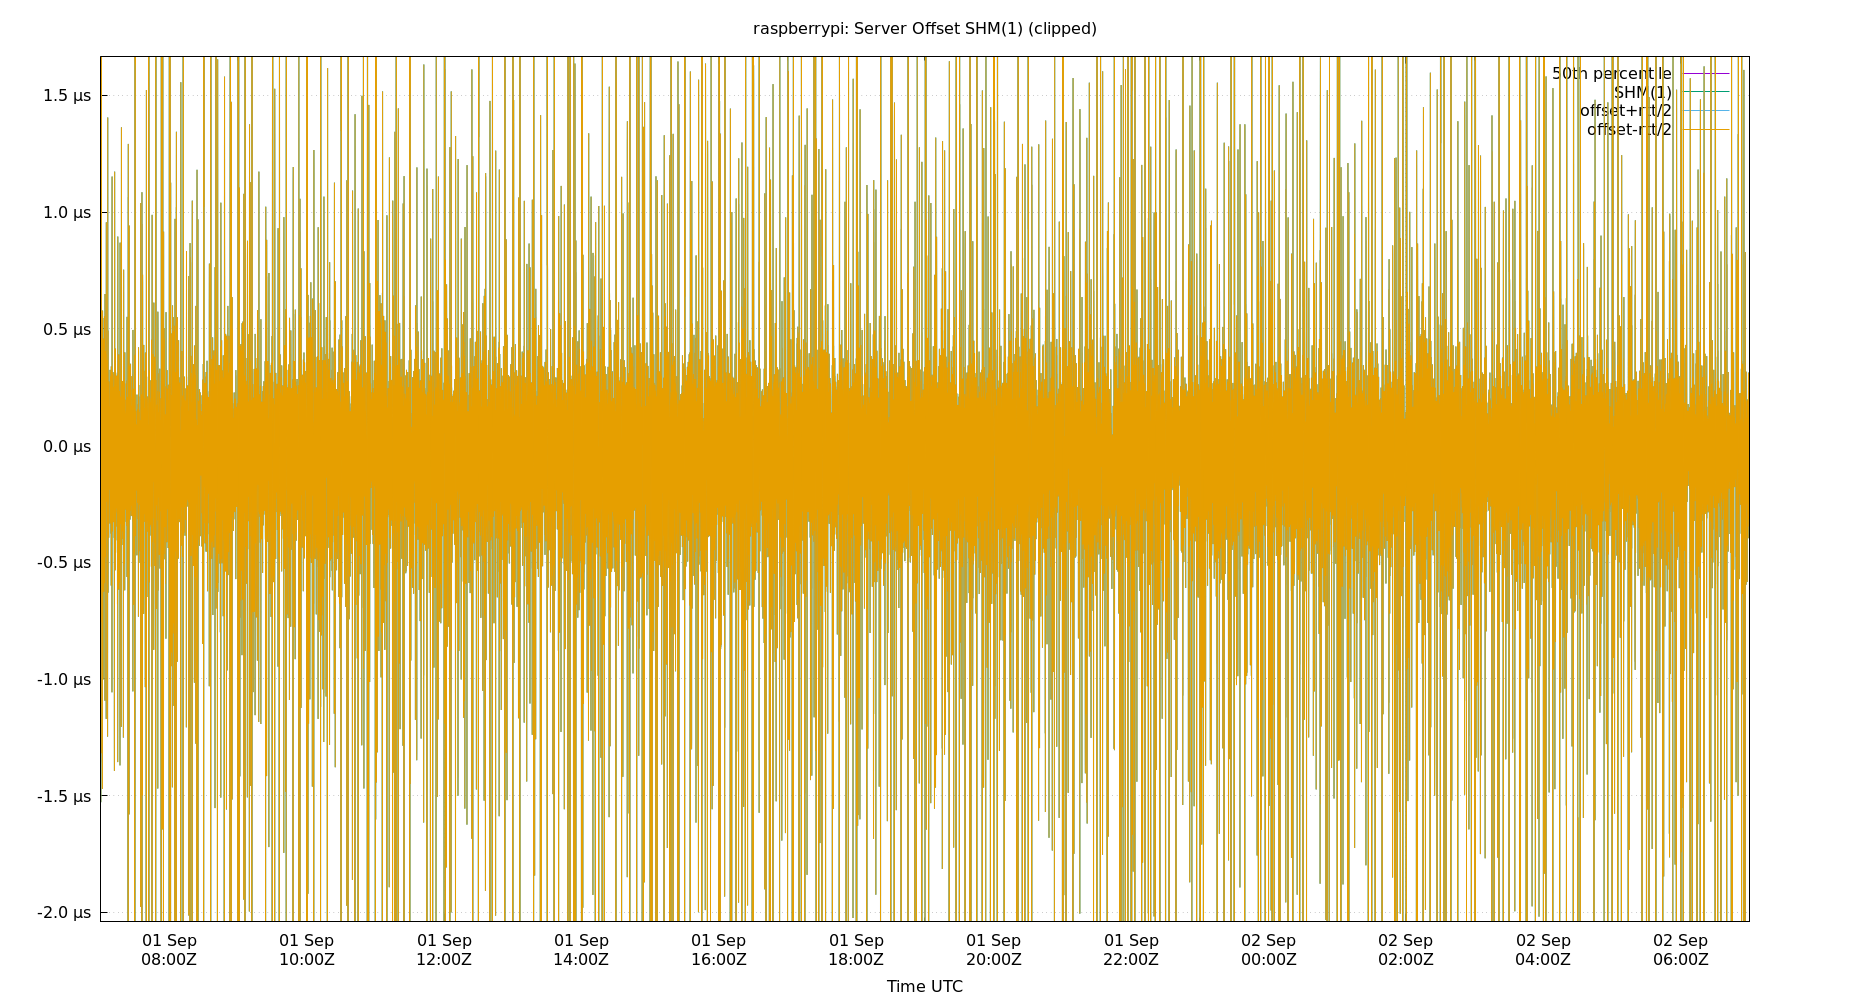 raspberrypi: Server Offset SHM(1) (clipped)
50th percentile
SHM(1)
offset+rtt/2
offset-rtt/2
1.5 µs
1.0 µs
0.5 µs
0.0 µs
-0.5 µs
-1.0 µs
-1.5 µs
-2.0 µs
01 Sep 01 Sep 01 Sep 01 Sep 01 Sep 01 Sep 01 Sep 01 Sep 02 Sep 02 Sep 02 Sep 02 Sep
08:00Z 10:00Z 12:00Z 14:00Z 16:00Z 18:00Z 20:00Z 22:00Z 00:00Z 02:00Z 04:00Z 06:00Z
Time UTC